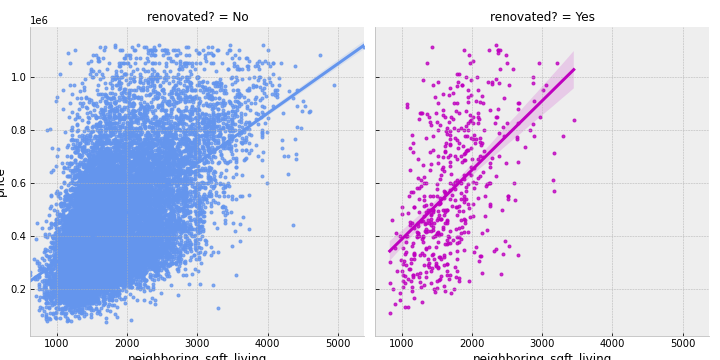 renovated? = No
renovated? = Yes
1e6
1.0
0.8
0.6
0.4
0.2
price
1000 2000 3000 4000 5000
1000 2000 3000 4000 5000
neighboring_sqft_living
neighboring_sqft_living